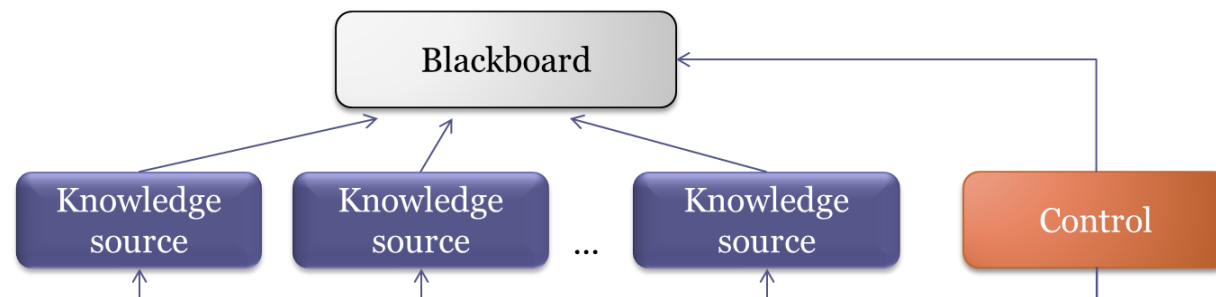 Blackboard
Knowledge
source
Knowledge
source
...
Knowledge
source
Control